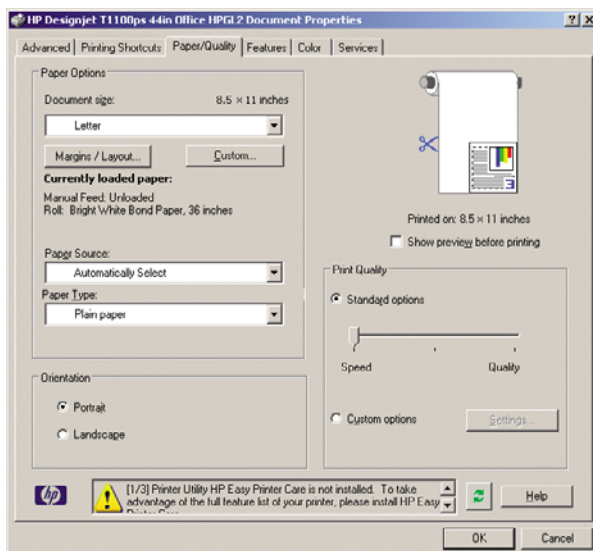 HP Designjet T1100ps 44in Office HPGL2 Document Properties
Advanced
Printing Shortcuts
Paper/Quality
Features
Color
Services
Paper Options
Document size:
8.5 × 11 inches
Letter
Margins / Layout...
Custom...
Currently loaded paper:
Manual Feed: Unloaded
Roll: Bright White Bond Paper, 36 inches
Paper Source:
Automatically Select
Paper Type:
Plain paper
Orientation
Portrait
Landscape
3
Printed on: 8.5 × 11 inches
Show preview before printing
Print Quality
Standard options
Speed
Quality
Custom options
Settings...
hp
[1/3] Printer Utility HP Easy Printer Care is not installed. To take
advantage of the full feature list of your printer, please install HP Easy
Printer Care
Help
OK
Cancel